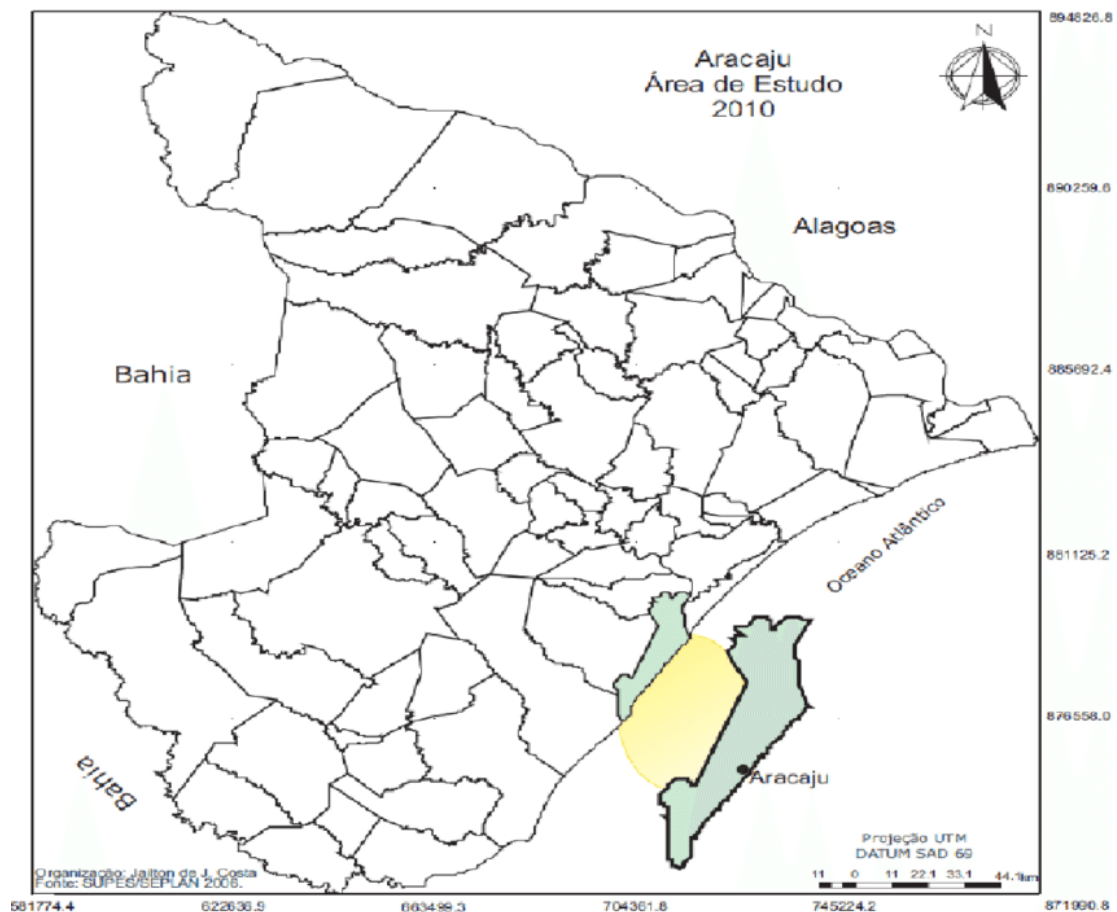 894826.8
N
Aracaju
Área de Estudo
2010
890259.6
Alagoas
Bahia
885692.4
Oceano Atlântico
881125.2
876558.0
Bahia
Aracaju
Projeção UTM
DATUM SAD 69
Organização: Jailton de J. Costa
Fonte: SUPES/SEPLAN 2006.
11 0 11 22.1 33.1 44.1km
581774.4 622636.9 663499.3 704361.8 745224.2 871990.8